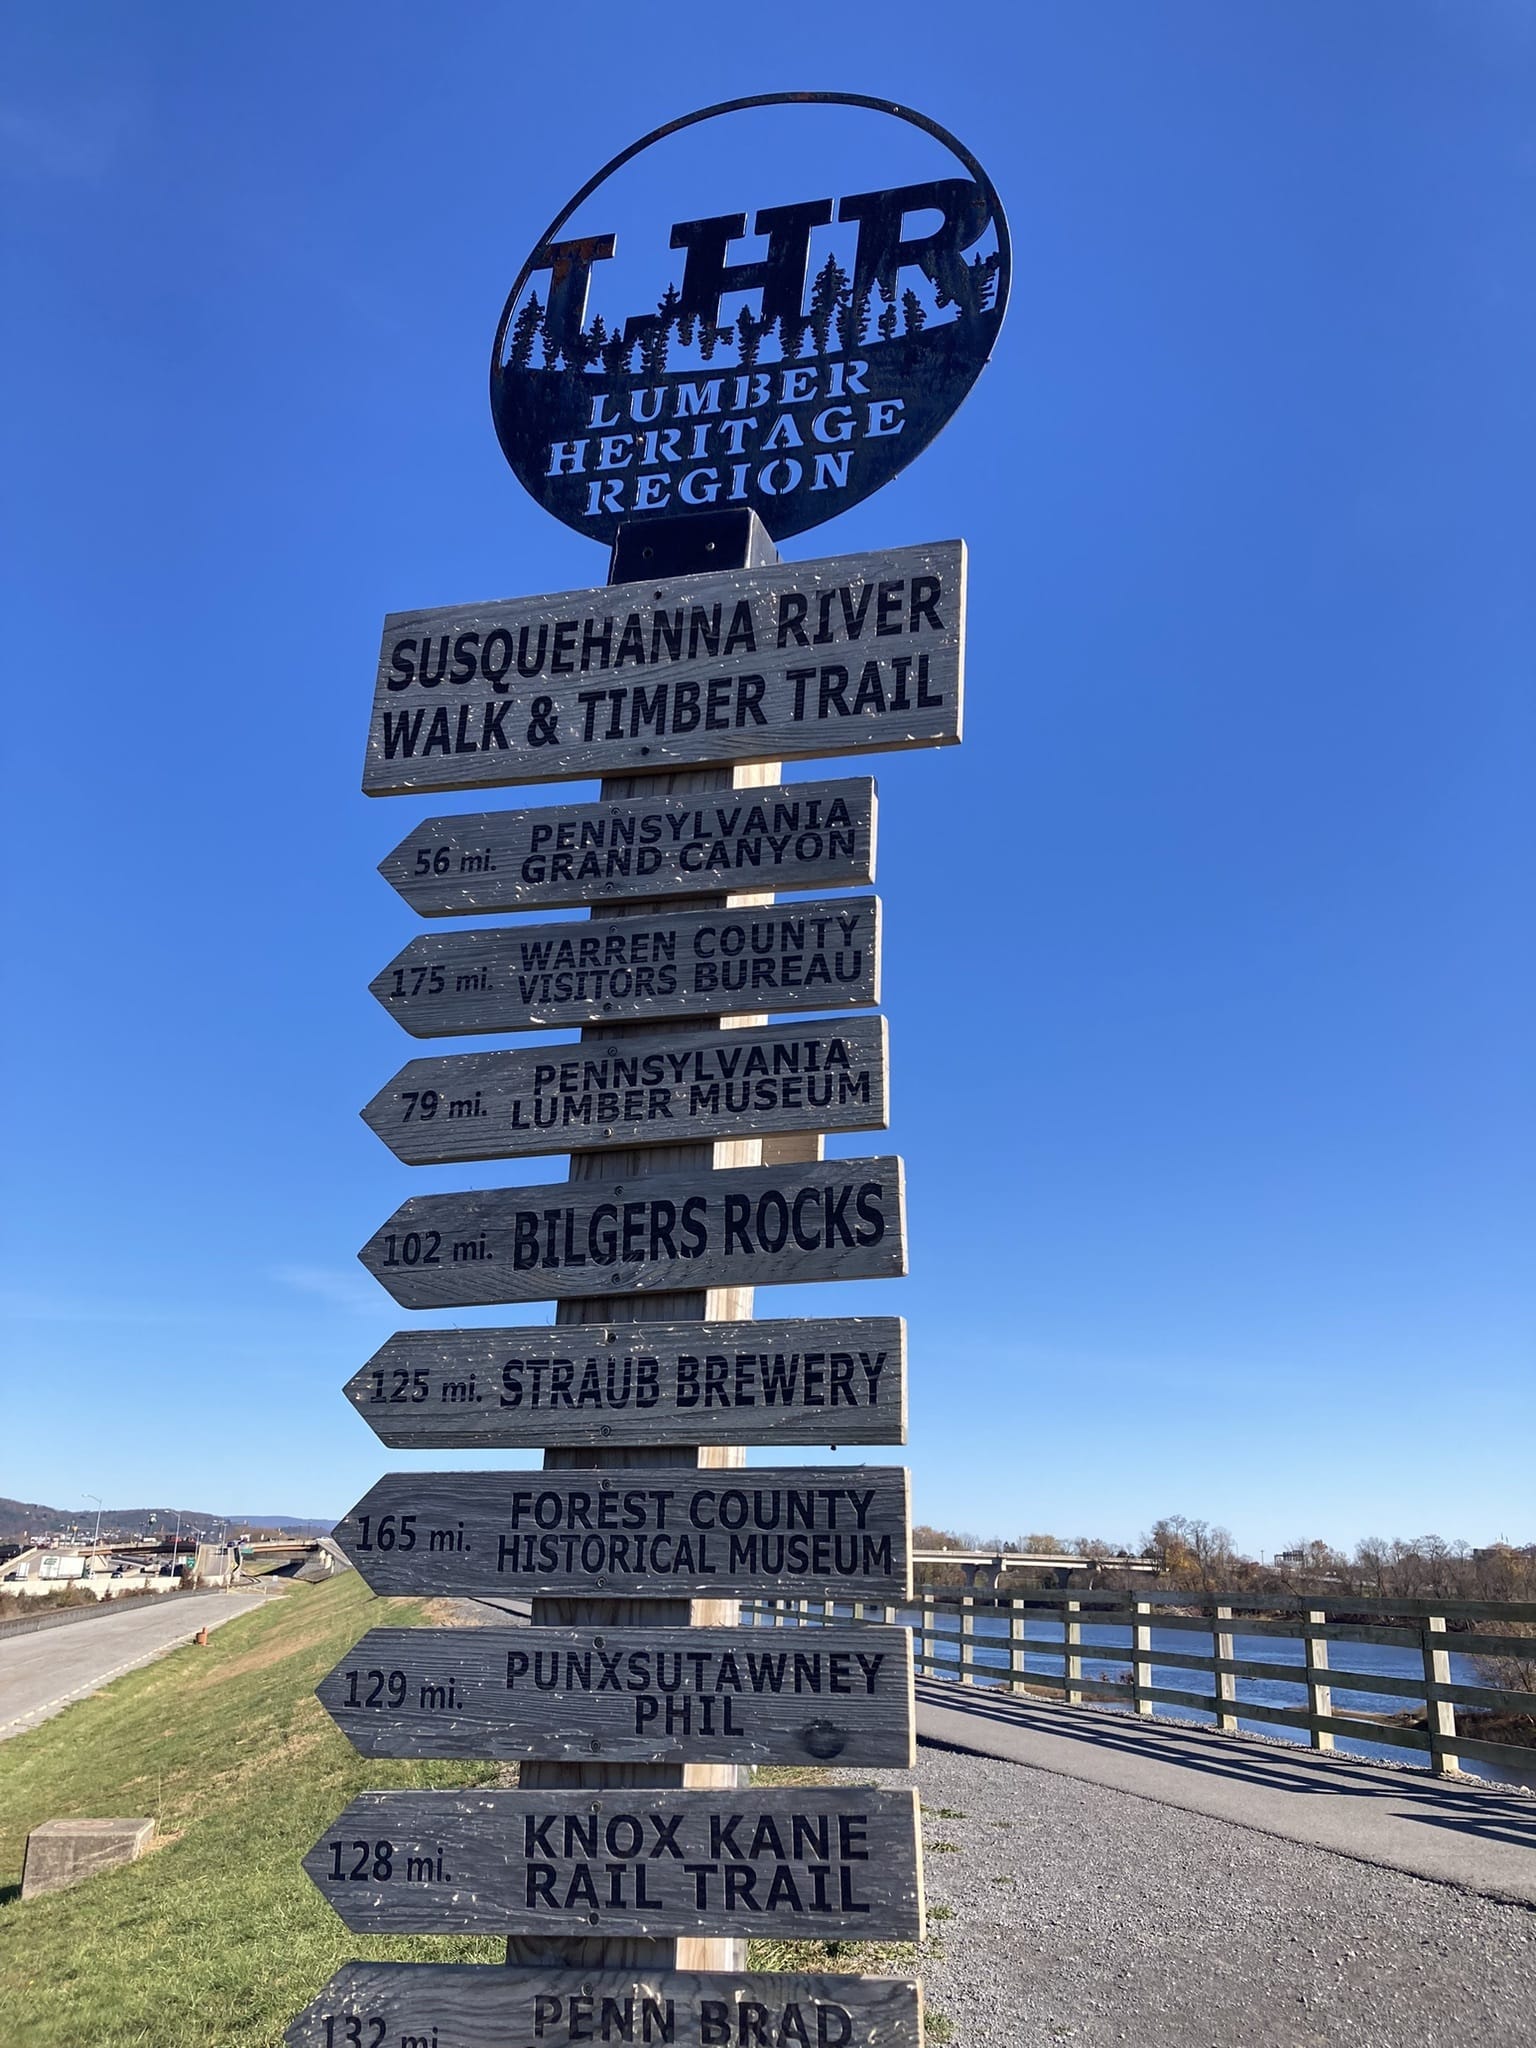 LHR
LUMBER
HERITAGE
REGION
SUSQUEHANNA RIVER
WALK & TIMBER TRAIL
56 mi. PENNSYLVANIA
GRAND CANYON
175 mi. WARREN COUNTY
VISITORS BUREAU
79 mi. PENNSYLVANIA
LUMBER MUSEUM
102 mi. BILGERS ROCKS
125 mi. STRAUB BREWERY
165 mi. FOREST COUNTY
HISTORICAL MUSEUM
129 mi. PUNXSUTAWNEY
PHIL
128 mi. KNOX KANE
RAIL TRAIL
132 mi. PENN BRAD